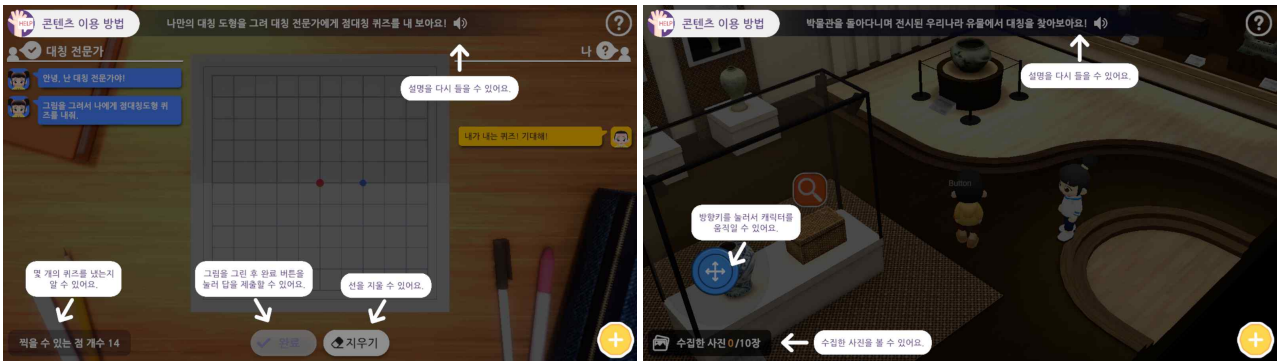 HELP 콘텐츠 이용 방법
나만의 대칭 도형을 그려 대칭 전문가에게 점대칭 퀴즈를 내 보아요!
?
대칭 전문가
나 ?
설명을 다시 들을 수 있어요.
안녕, 난 대칭 전문가야!
그림을 그려서 나에게 점대칭도형 퀴
즈를 내줘.
내가 내는 퀴즈! 기대해!
몇 개의 퀴즈를 냈는지
알 수 있어요.
그림을 그린 후 완료 버튼을
눌러 답을 제출할 수 있어요.
선을 지울 수 있어요.
찍을 수 있는 점 개수 14
완료
지우기
HELP 콘텐츠 이용 방법
박물관을 돌아다니며 전시된 우리나라 유물에서 대칭을 찾아보아요!
?
설명을 다시 들을 수 있어요.
Button
방향키를 눌러서 캐릭터를
움직일 수 있어요.
수집한 사진 0/10장
수집한 사진을 볼 수 있어요.